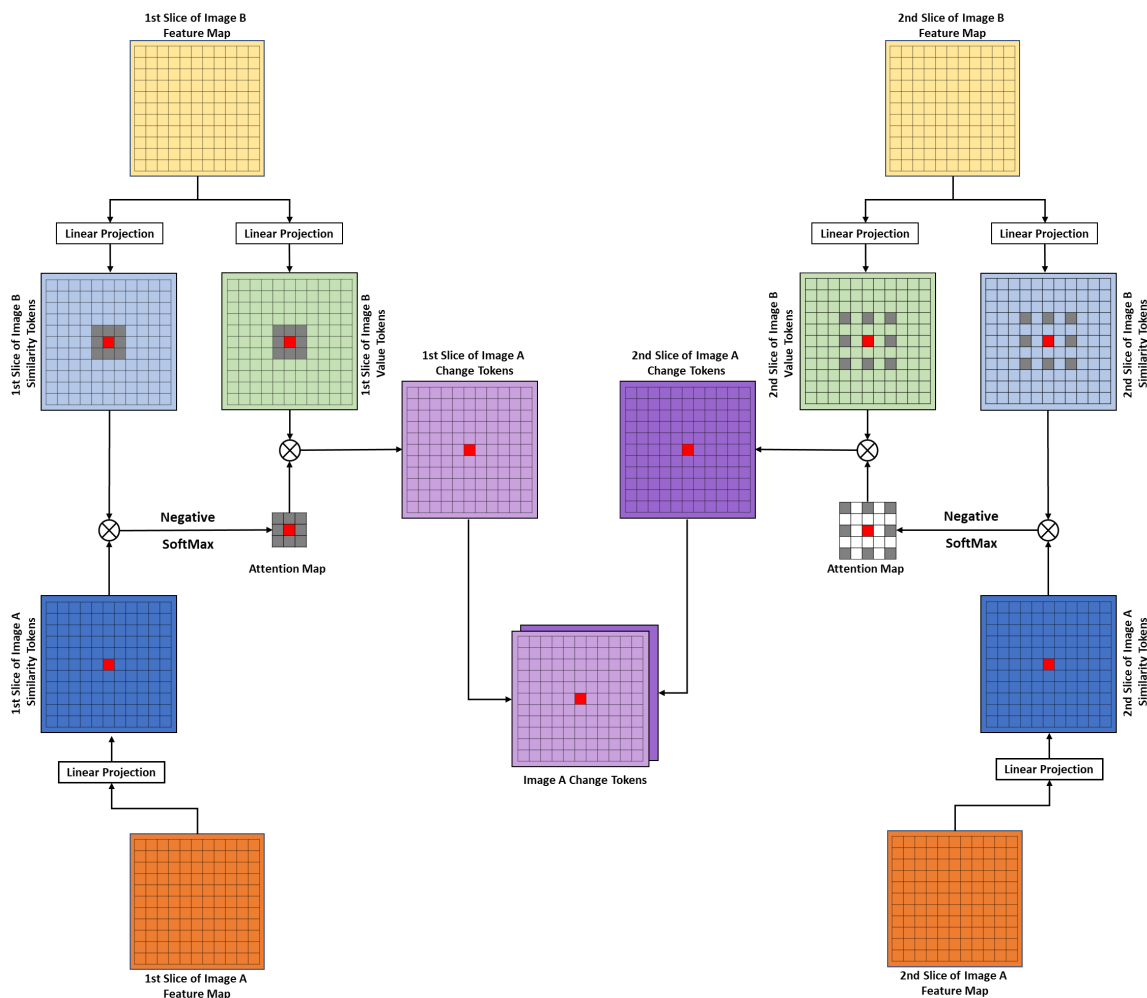 1st Slice of Image B
Feature Map
2nd Slice of Image B
Feature Map
Linear Projection
Linear Projection
Linear Projection
Linear Projection
1st Slice of Image B
Similarity Tokens
1st Slice of Image B
Value Tokens
2nd Slice of Image B
Value Tokens
2nd Slice of Image B
Similarity Tokens
1st Slice of Image A
Change Tokens
2nd Slice of Image A
Change Tokens
Negative
SoftMax
Attention Map
Negative
SoftMax
Attention Map
1st Slice of Image A
Similarity Tokens
2nd Slice of Image A
Similarity Tokens
Image A Change Tokens
Linear Projection
Linear Projection
1st Slice of Image A
Feature Map
2nd Slice of Image A
Feature Map